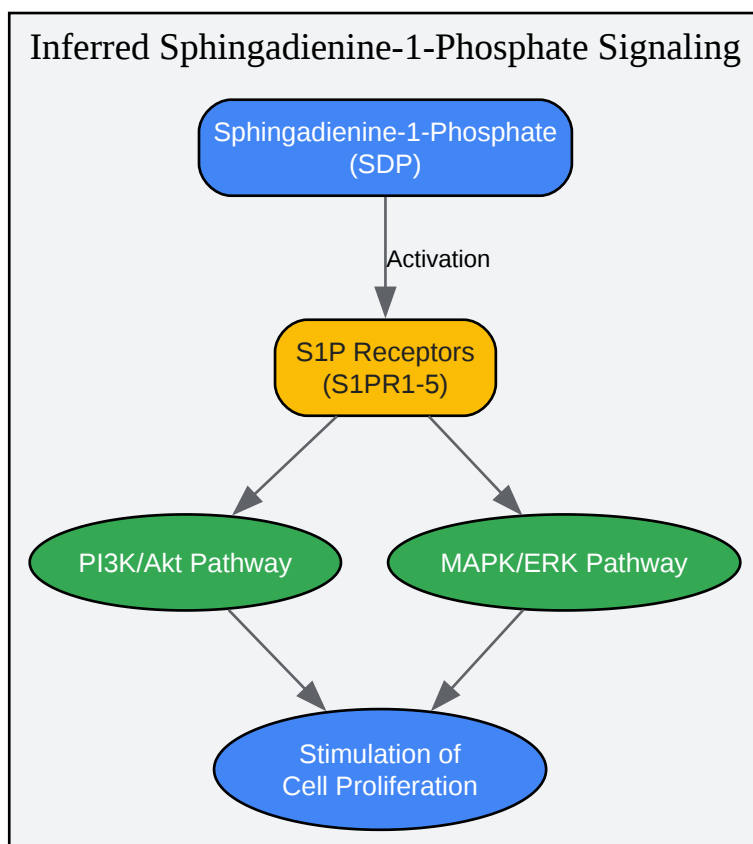 Inferred Sphingadienine-1-Phosphate Signaling
Sphingadienine-1-Phosphate
(SDP)
Activation
S1P Receptors
(S1PR1-5)
PI3K/Akt Pathway
MAPK/ERK Pathway
Stimulation of
Cell Proliferation